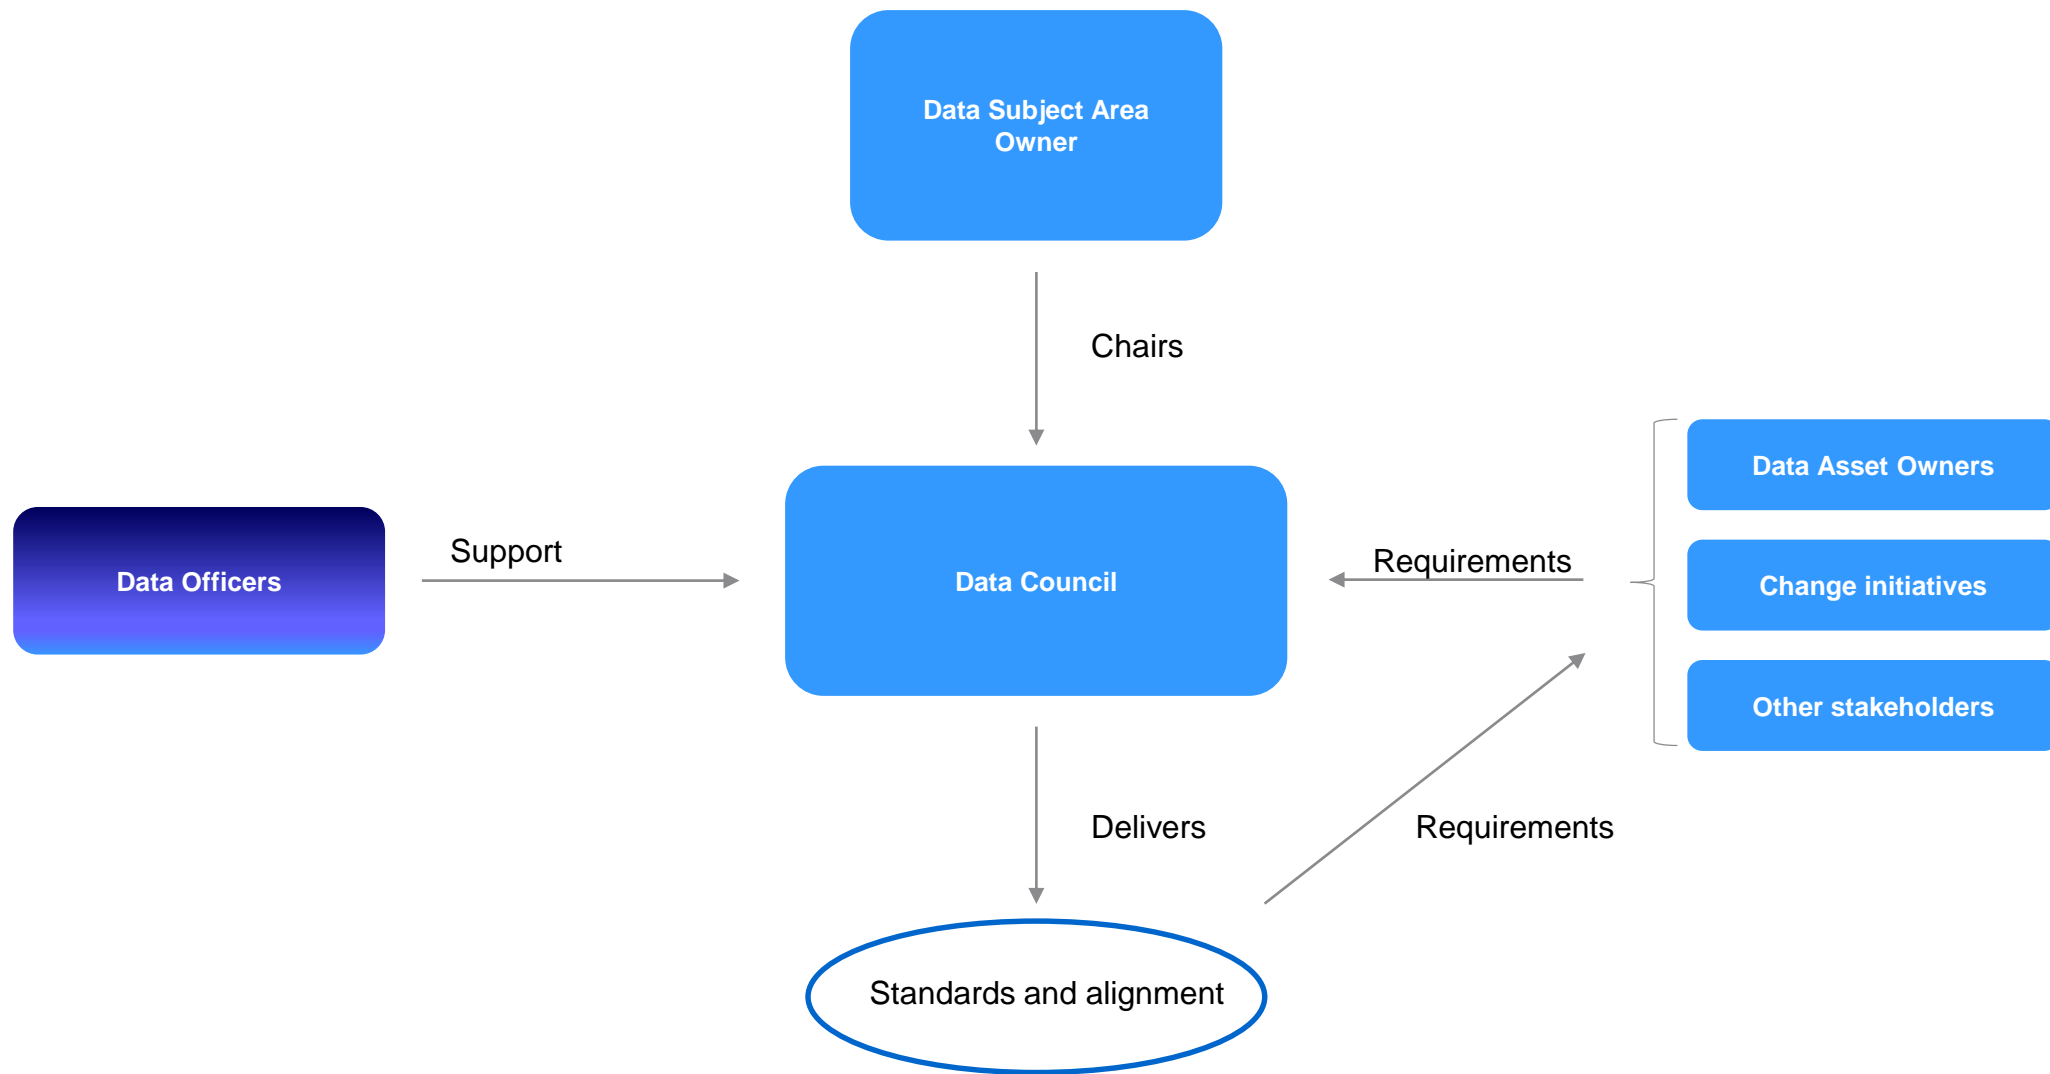 Data Subject Area
Owner
Chairs
Data Asset Owners
Support
Requirements
Data Officers
Data Council
Change initiatives
Other stakeholders
Delivers
Requirements
Standards and alignment